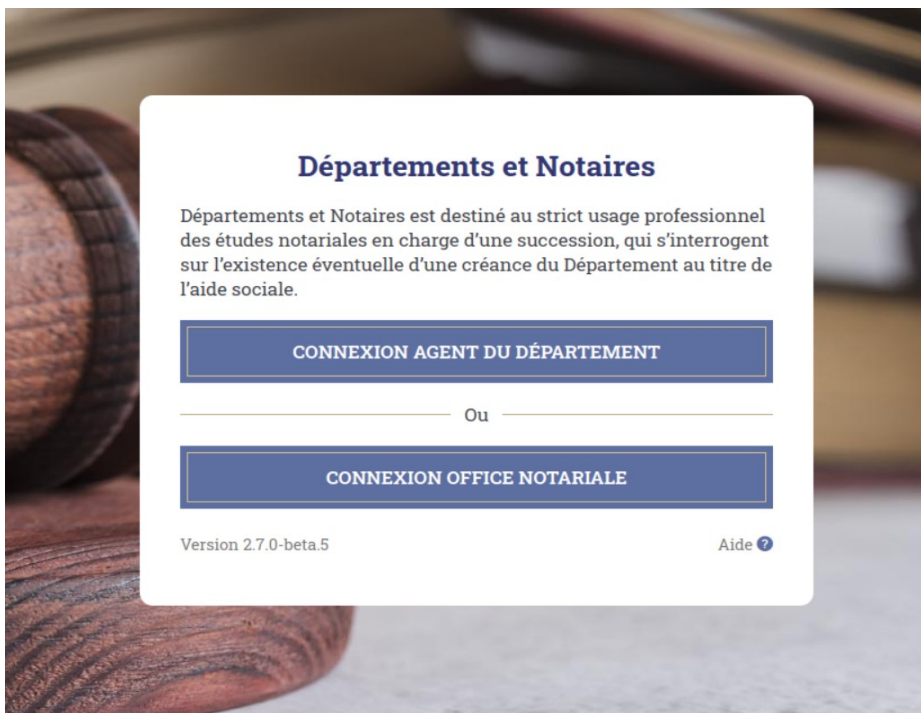 Départements et Notaires
Départements et Notaires est destiné au strict usage professionnel
des études notariales en charge d'une succession, qui s'interrogent
sur l'existence éventuelle d'une créance du Département au titre de
l'aide sociale.
CONNEXION AGENT DU DÉPARTEMENT
Ou
CONNEXION OFFICE NOTARIALE
Version 2.7.0-beta.5
Aide ?